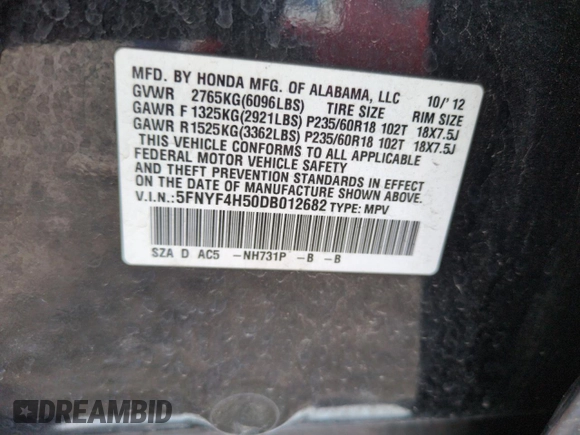 MFD. BY HONDA MFG. OF ALABAMA, LLC 10/'12
GVWR 2765KG(6096LBS) TIRE SIZE RIM SIZE
GAWR F 1325KG(2921LBS) P235/60R18 102T 18X7.5J
GAWR R 1525KG(3362LBS) P235/60R18 102T 18X7.5J
THIS VEHICLE CONFORMS TO ALL APPLICABLE
FEDERAL MOTOR VEHICLE SAFETY
AND THEFT PREVENTION STANDARDS IN EFFECT
ON THE DATE OF MANUFACTURE SHOWN ABOVE.
V.I.N.:5FNYF4H50DB012682 TYPE: MPV
SZA D AC5 -NH731P -B -B
DREAMBID